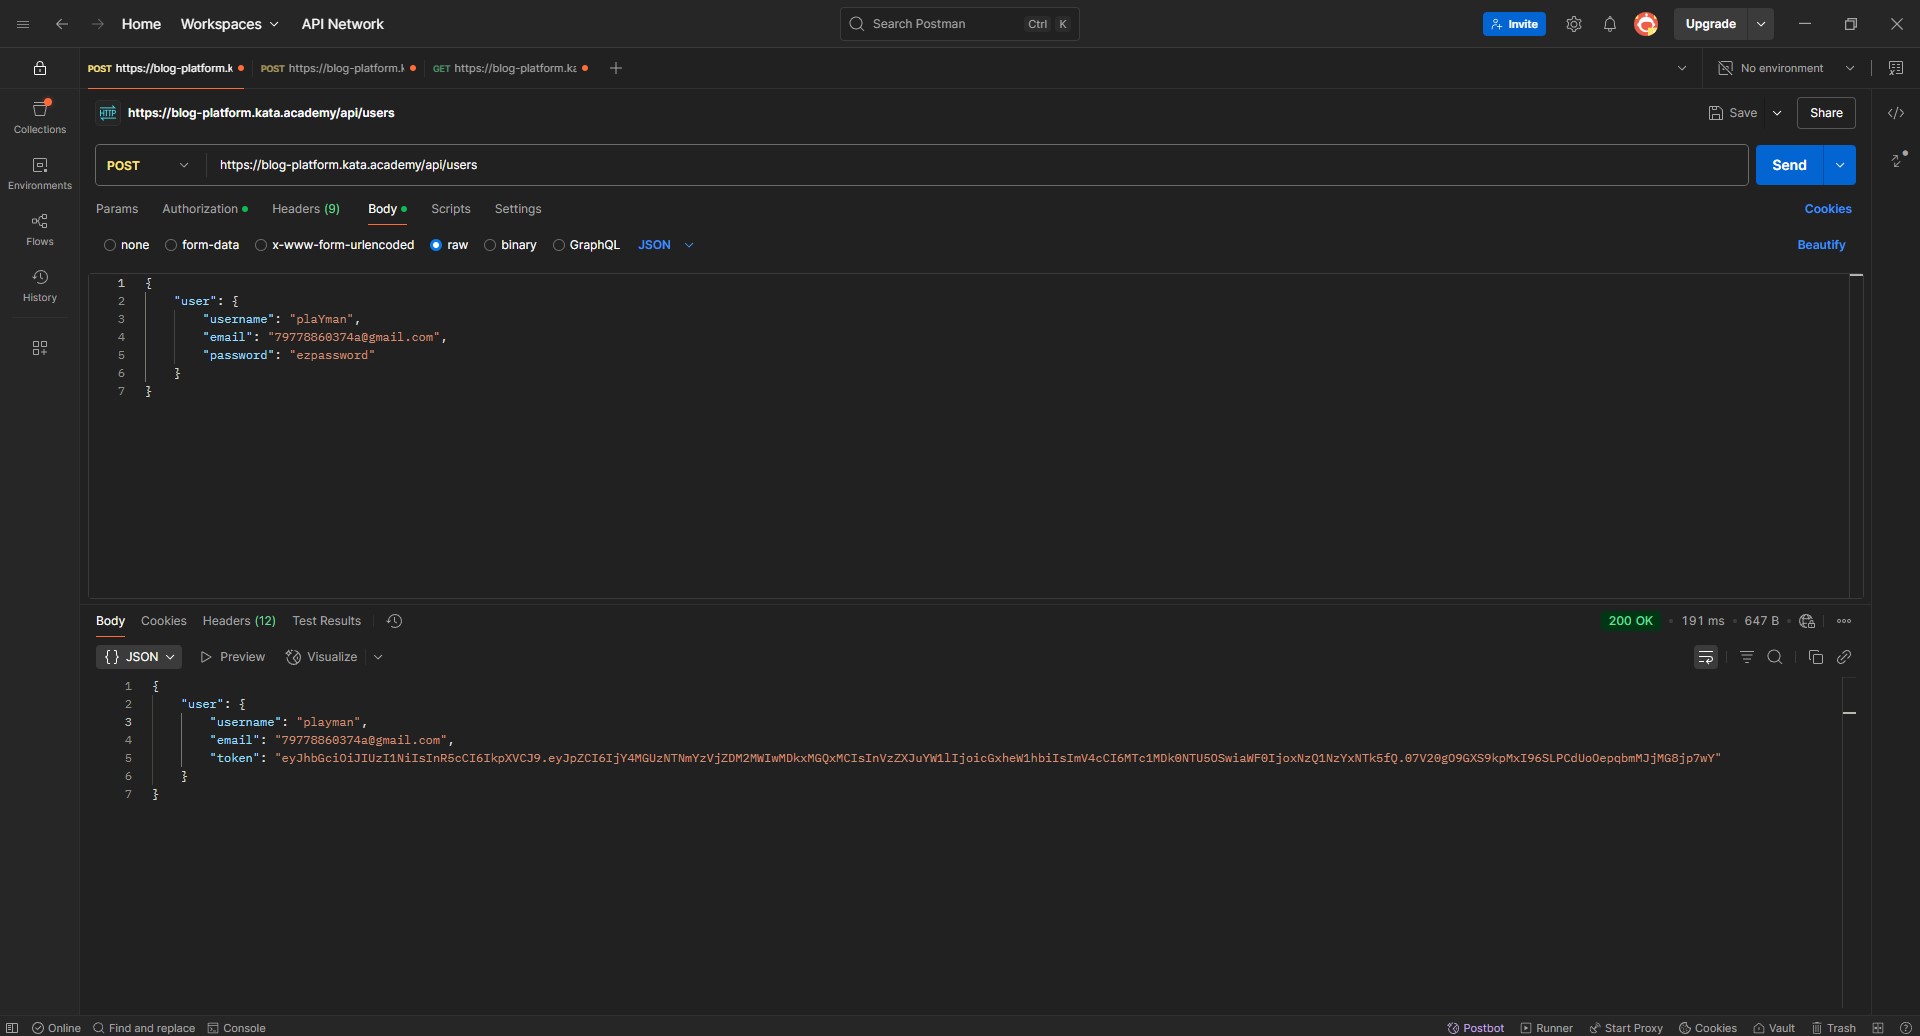 Home Workspaces API Network Search Postman Ctrl K Invite Upgrade
POST https://blog-platform.k POST https://blog-platform.k GET https://blog-platform.ka No environment
HTTP https://blog-platform.kata.academy/api/users Save Share
Collections
POST https://blog-platform.kata.academy/api/users Send
Environments
Params Authorization Headers (9) Body Scripts Settings Cookies
Flows
none form-data x-www-form-urlencoded raw binary GraphQL JSON Beautify
History
1 {
2 "user": {
3 "username": "plaYman",
4 "email": "79778860374a@gmail.com",
5 "password": "ezpassword"
6 }
7 }
Body Cookies Headers (12) Test Results 200 OK • 191 ms • 647 B
{} JSON Preview Visualize
1 {
2 "user": {
3 "username": "playman",
4 "email": "79778860374a@gmail.com",
5 "token": "eyJhbGciOiJIUzI1NiIsInR5cCI6IkpXVCJ9.eyJpZCI6IjY4MGUzNTNmYzVjZDM2MWIwMDkxMGQxMCIsInVzZXJuYW1lIjoicGxheW1hbiIsImV4cCI6MTc1MDk0NTU5OSwiaWF0IjoxNzQ1NzYxNTk5fQ.07V20gO9GXS9kpMxI96SLPCdUoOepqbmMJjMG8jp7wY"
6 }
7 }
Online Find and replace Console Postbot Runner Start Proxy Cookies Vault Trash